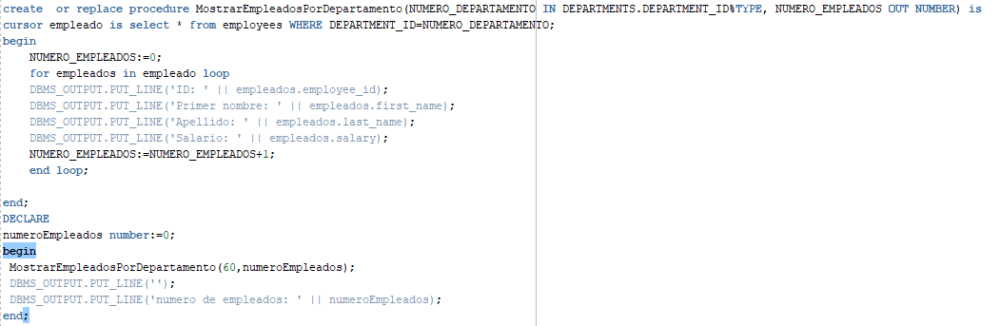 create  or replace procedure MostrarEmpleadosPorDepartamento(NUMERO_DEPARTAMENTO IN DEPARTMENTS.DEPARTMENT_ID%TYPE, NUMERO_EMPLEADOS OUT NUMBER) is
cursor empleado is select * from employees WHERE DEPARTMENT_ID=NUMERO_DEPARTAMENTO;
begin
    NUMERO_EMPLEADOS:=0;
    for empleados in empleado loop
    DBMS_OUTPUT.PUT_LINE('ID: ' || empleados.employee_id);
    DBMS_OUTPUT.PUT_LINE('Primer nombre: ' || empleados.first_name);
    DBMS_OUTPUT.PUT_LINE('Apellido: ' || empleados.last_name);
    DBMS_OUTPUT.PUT_LINE('Salario: ' || empleados.salary);
    NUMERO_EMPLEADOS:=NUMERO_EMPLEADOS+1;
    end loop;

end;
DECLARE
numeroEmpleados number:=0;
begin
 MostrarEmpleadosPorDepartamento(60,numeroEmpleados);
 DBMS_OUTPUT.PUT_LINE('');
 DBMS_OUTPUT.PUT_LINE('numero de empleados: ' || numeroEmpleados);
end;